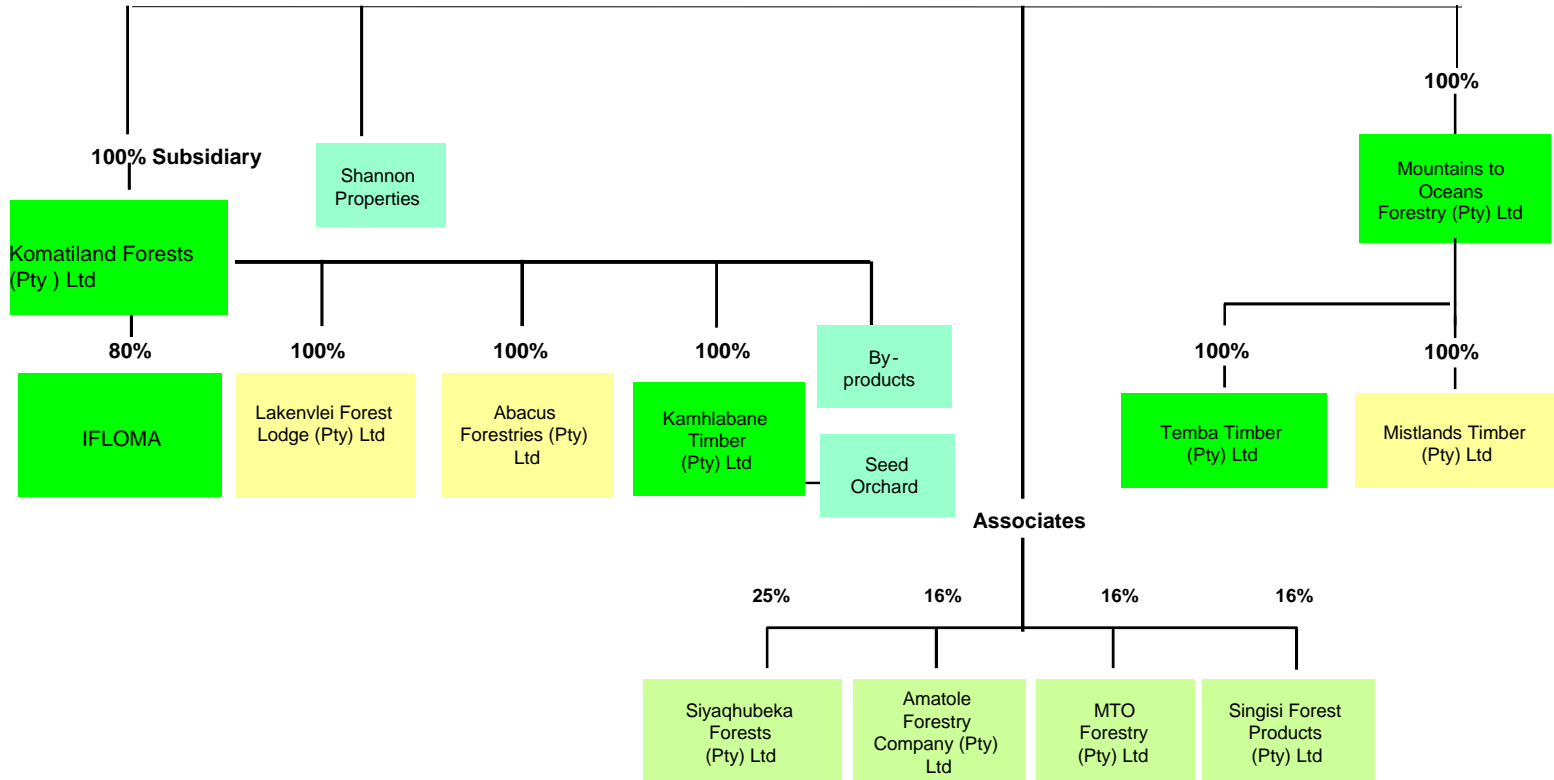 100%
100% Subsidiary
Shannon
Properties
Mountains to
Oceans
Forestry (Pty) Ltd
Komatiland Forests
(Pty ) Ltd
80%
100%
100%
100%
By-
products
100%
100%
IFLOMA
Lakenvlei Forest
Lodge (Pty) Ltd
Abacus
Forestries (Pty)
Ltd
Kamhlabane
Timber
(Pty) Ltd
Seed
Orchard
Temba Timber
(Pty) Ltd
Mistlands Timber
(Pty) Ltd
Associates
25%
16%
16%
16%
Siyaqhubeka
Forests
(Pty) Ltd
Amatole
Forestry
Company (Pty)
Ltd
MTO
Forestry
(Pty) Ltd
Singisi Forest
Products
(Pty) Ltd